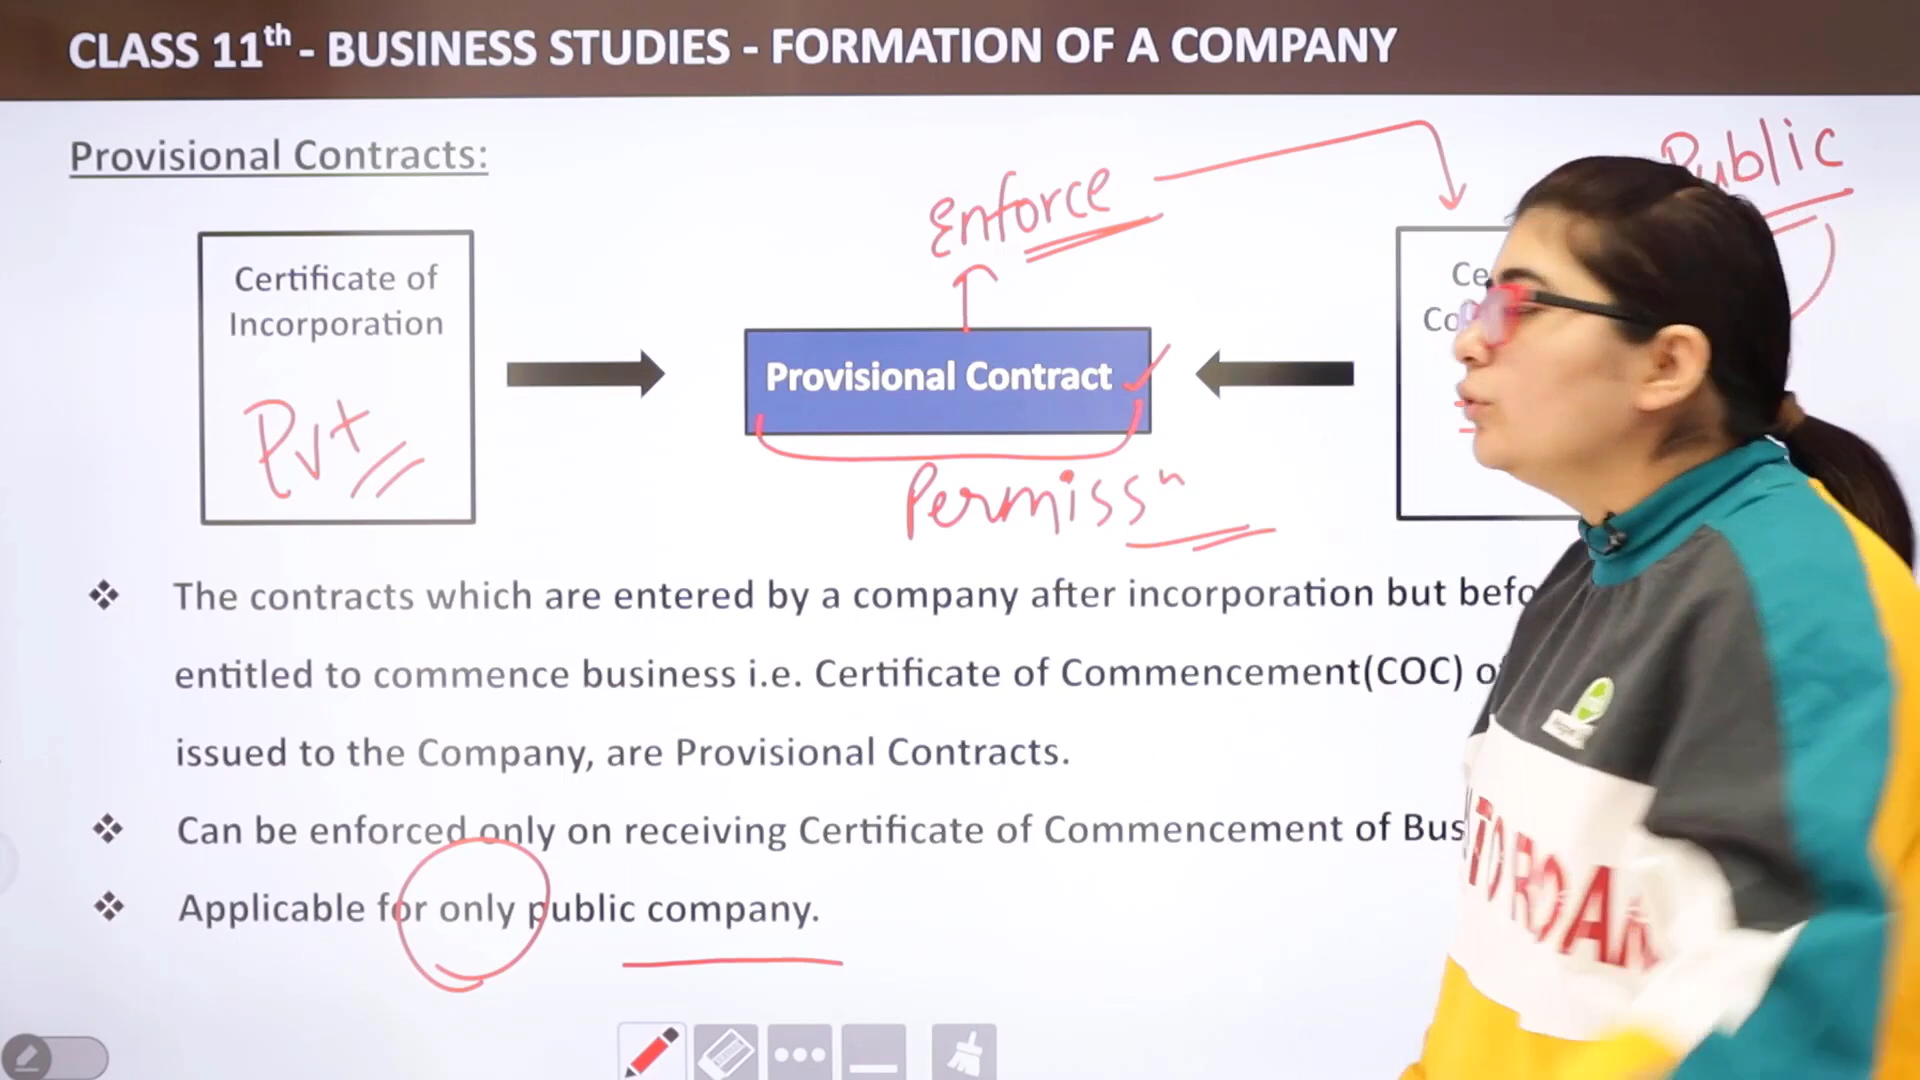 CLASS 11th - BUSINESS STUDIES - FORMATION OF A COMPANY
Provisional Contracts:
Public
Enforce
Certificate of
Incorporation
Pvt
Provisional Contract
Permissn
The contracts which are entered by a company after incorporation but
entitled to commence business i.e. Certificate of Commencement(COC)
issued to the Company, are Provisional Contracts.
Can be enforced only on receiving Certificate of Commencement of
Applicable for only public company.